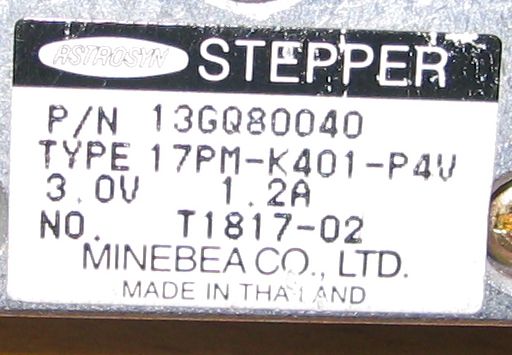 ASTROSYN STEPPER
P/N 13GQ80040
TYPE 17PM-K401-P4V
3.0V 1.2A
NO. T1817-02
MINEBEA CO., LTD.
MADE IN THAILAND